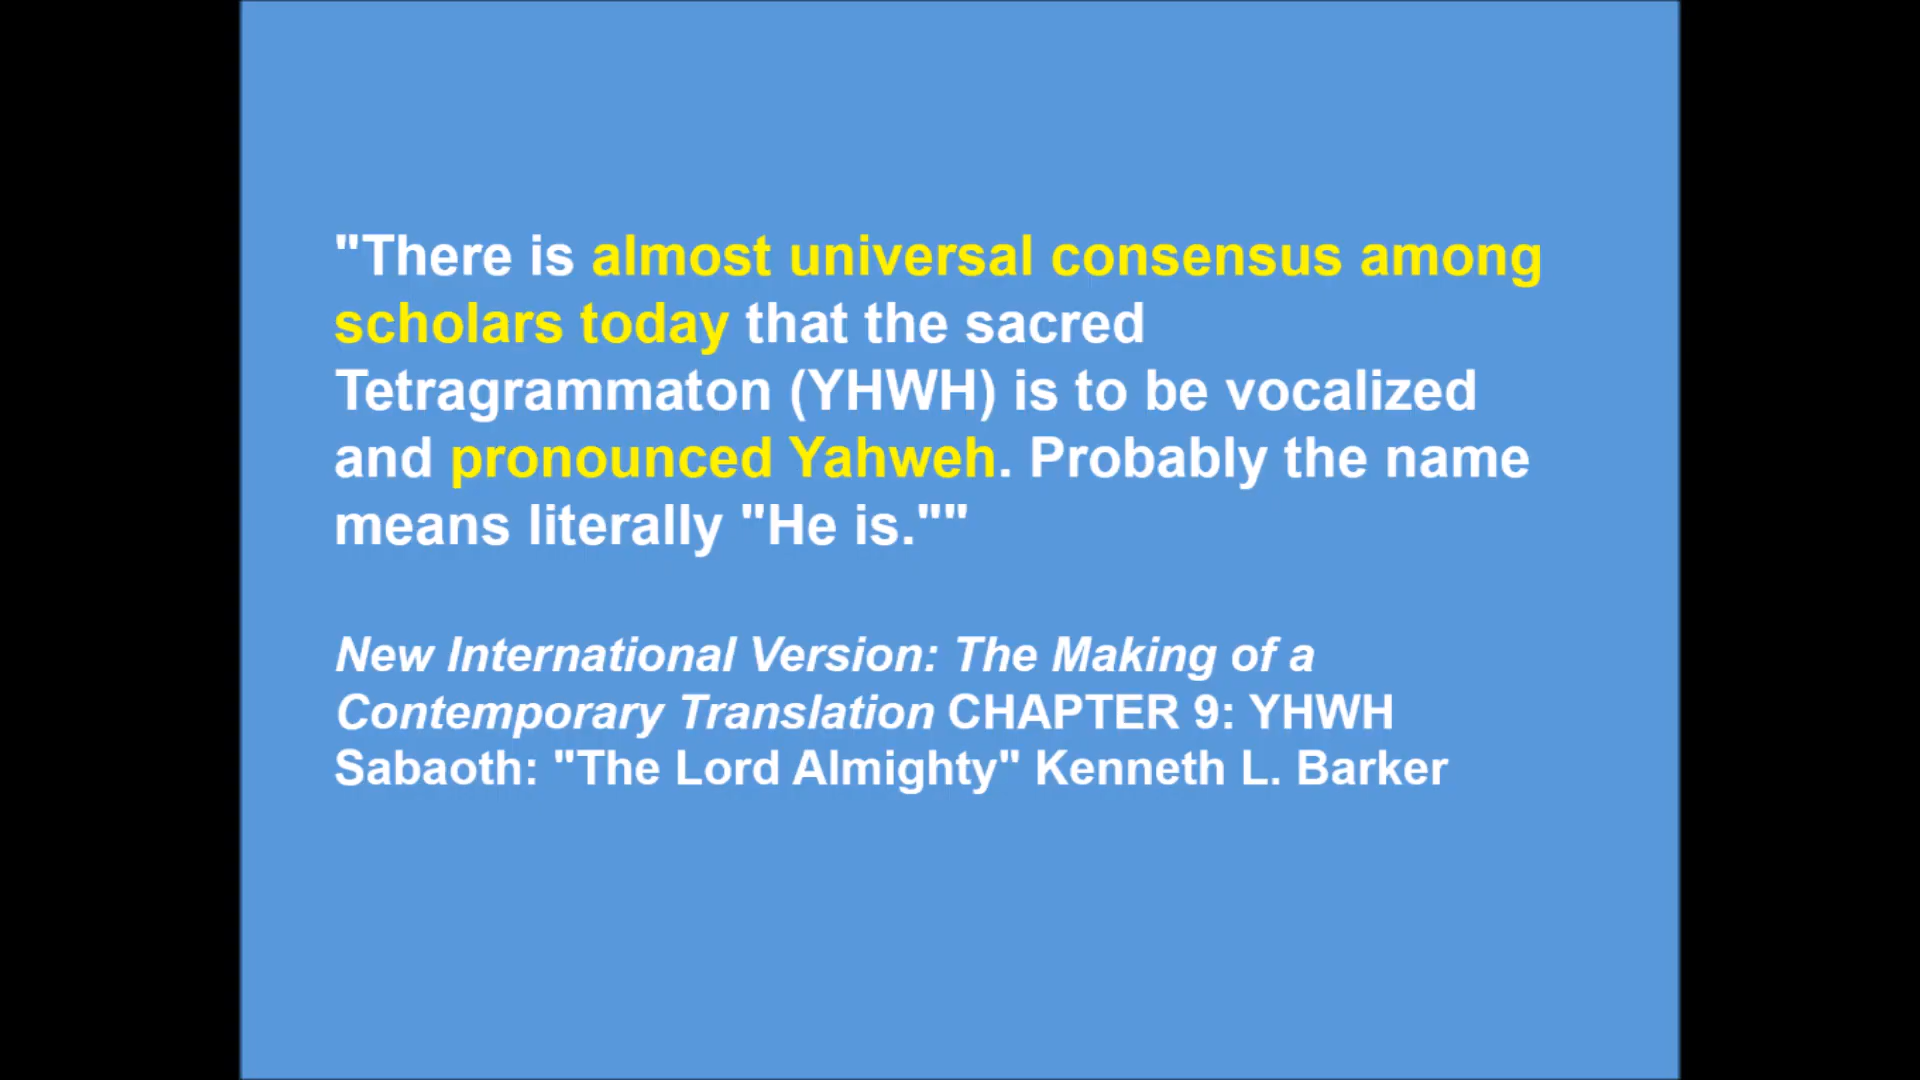 "There is almost universal consensus among
scholars today that the sacred
Tetragrammaton (YHWH) is to be vocalized
and pronounced Yahweh. Probably the name
means literally "He is.""
New International Version: The Making of a
Contemporary Translation CHAPTER 9: YHWH
Sabaoth: "The Lord Almighty" Kenneth L. Barker